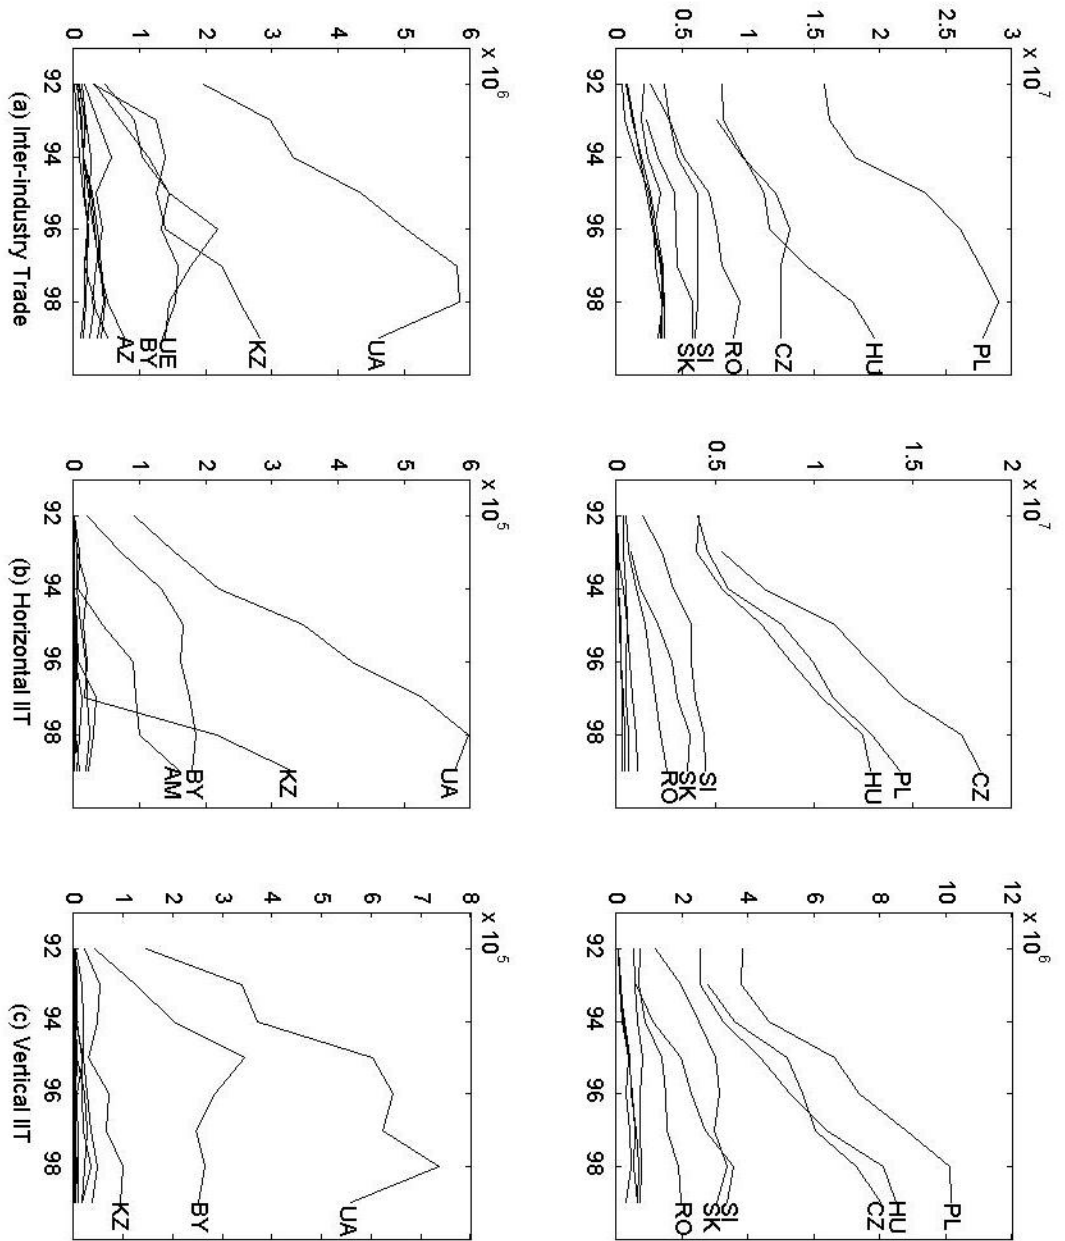 x 10^7
3
2.5
2
1.5
1
0.5
0
92 94 96 98
PL
HU
CZ
RO
SI
SK
x 10^7
2
1.5
1
0.5
0
92 94 96 98
CZ
PL
HU
SI
SK
RO
x 10^6
12
10
8
6
4
2
0
92 94 96 98
PL
HU
CZ
SI
SK
RO
x 10^6
6
5
4
3
2
1
0
92 94 96 98
UA
KZ
UE
BY
AZ
(a) Inter-industry Trade
x 10^5
6
5
4
3
2
1
0
92 94 96 98
UA
KZ
BY
AM
(b) Horizontal IIT
x 10^5
8
7
6
5
4
3
2
1
0
92 94 96 98
UA
BY
KZ
(c) Vertical IIT